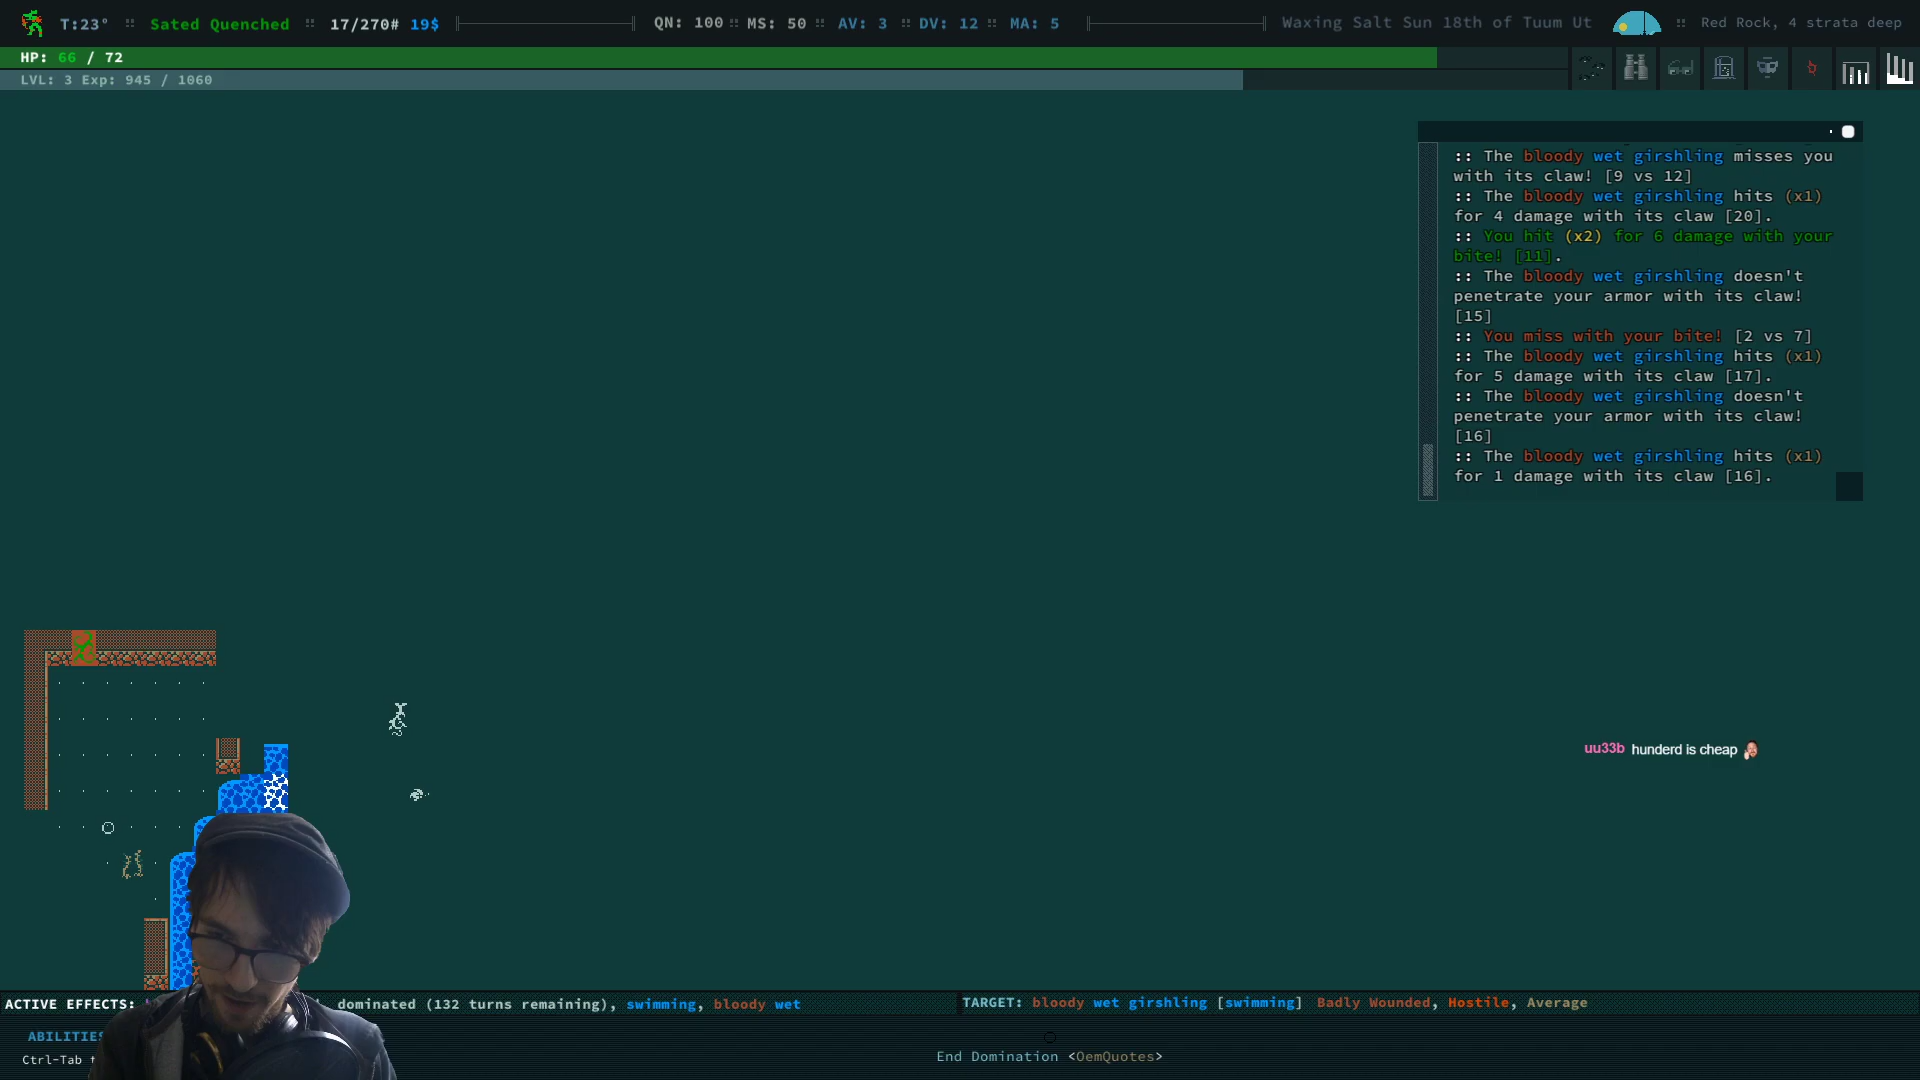 T:23° :: Sated Quenched :: 17/270# 19$ QN: 100 :: MS: 50 :: AV: 3 :: DV: 12 :: MA: 5 Waxing Salt Sun 18th of Tuum Ut :: Red Rock, 4 strata deep
HP: 66 / 72
LVL: 3 Exp: 945 / 1060
:: The bloody wet girshling misses you
with its claw! [9 vs 12]
:: The bloody wet girshling hits (x1)
for 4 damage with its claw [20].
:: You hit (x2) for 6 damage with your
bite! [11].
:: The bloody wet girshling doesn't
penetrate your armor with its claw!
[15]
:: You miss with your bite! [2 vs 7]
:: The bloody wet girshling hits (x1)
for 5 damage with its claw [17].
:: The bloody wet girshling doesn't
penetrate your armor with its claw!
[16]
:: The bloody wet girshling hits (x1)
for 1 damage with its claw [16].
uu33b hunderd is cheap
ACTIVE EFFECTS: dominated (132 turns remaining), swimming, bloody wet
TARGET: bloody wet girshling [swimming] Badly Wounded, Hostile, Average
ABILITIES
Ctrl-Tab
End Domination <OemQuotes>